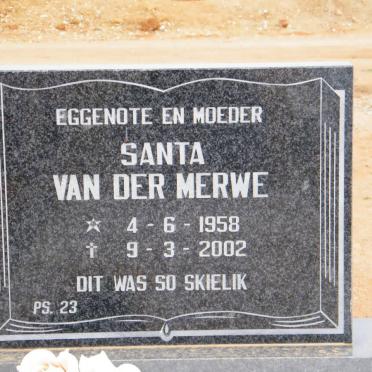 EGGENOTE EN MOEDER
SANTA
VAN DER MERWE
☆ 4 - 6 - 1958
✝ 9 - 3 - 2002
DIT WAS SO SKIELIK
PS. 23